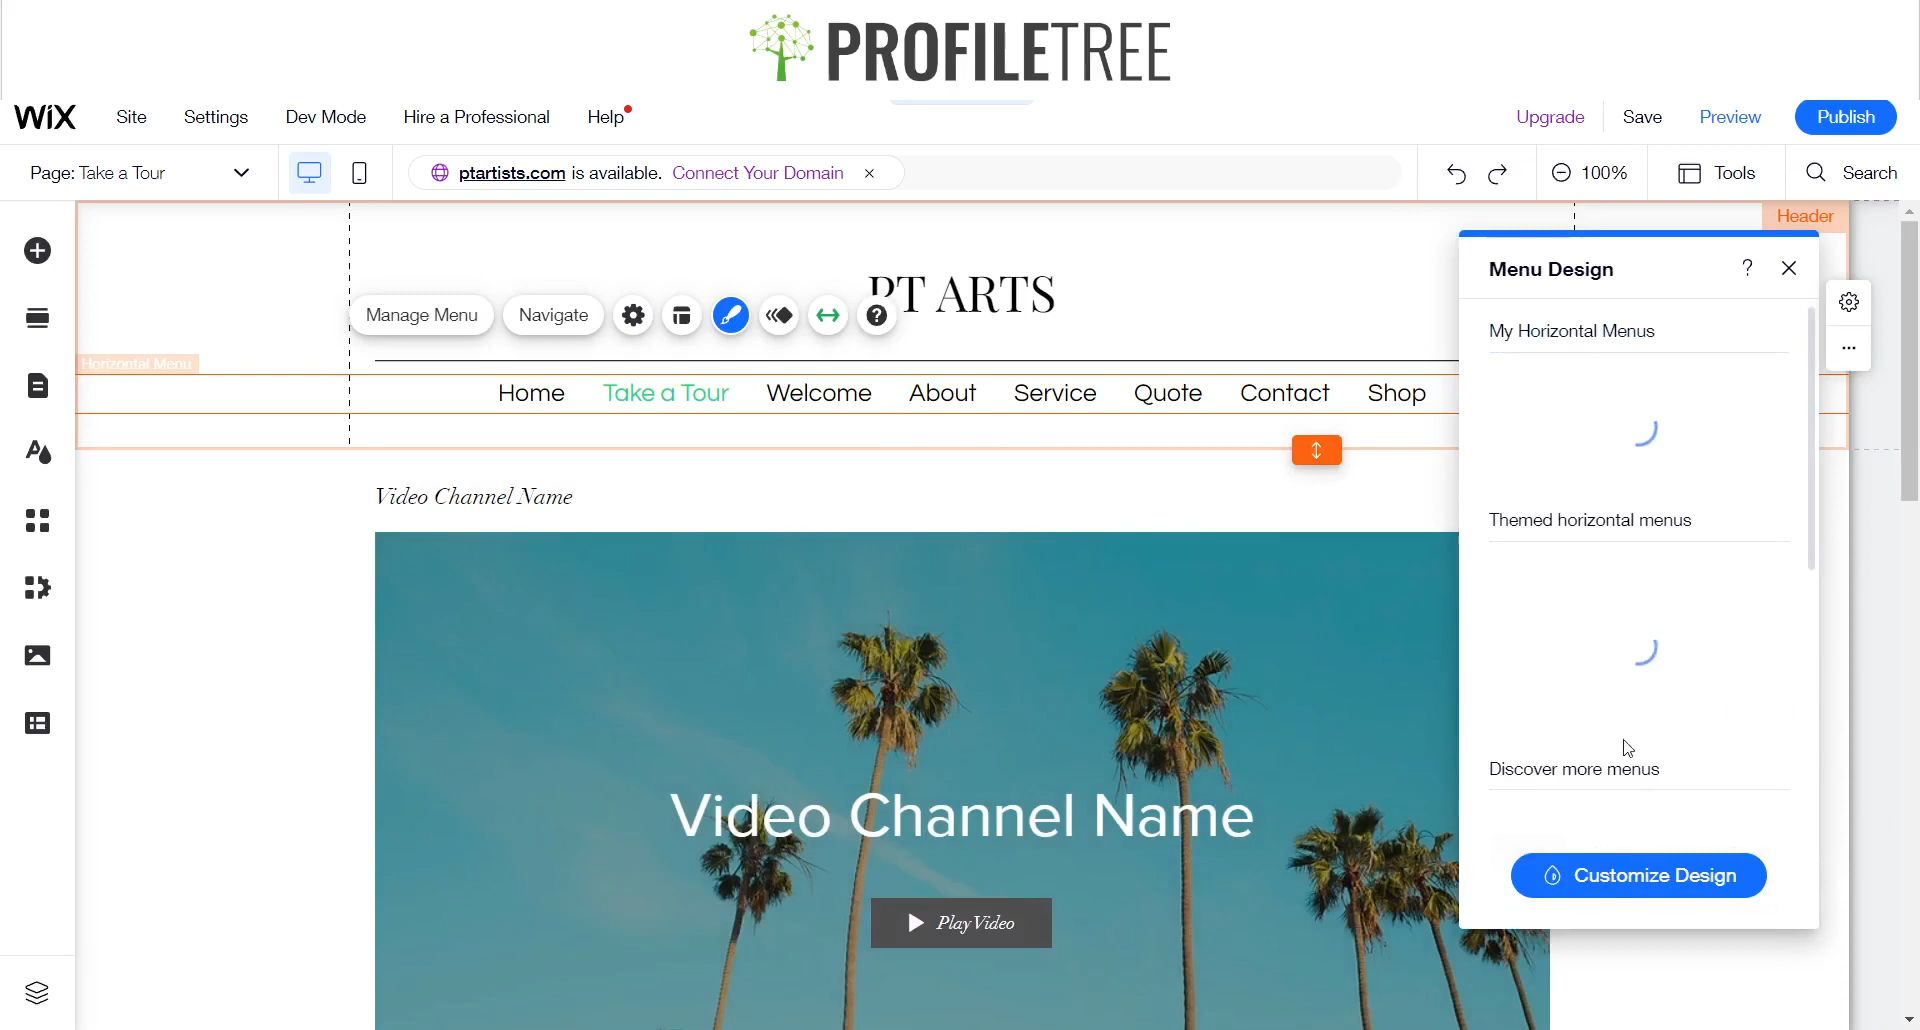 PROFILETREE
WiX Site Settings Dev Mode Hire a Professional Help Upgrade Save Preview Publish
Page: Take a Tour ptartists.com is available. Connect Your Domain 100% Tools Search
Header
PT ARTS
Manage Menu Navigate
Horizontal Menu
Home Take a Tour Welcome About Service Quote Contact Shop
Video Channel Name
Video Channel Name
Play Video
Menu Design ?
My Horizontal Menus
Themed horizontal menus
Discover more menus
Customize Design